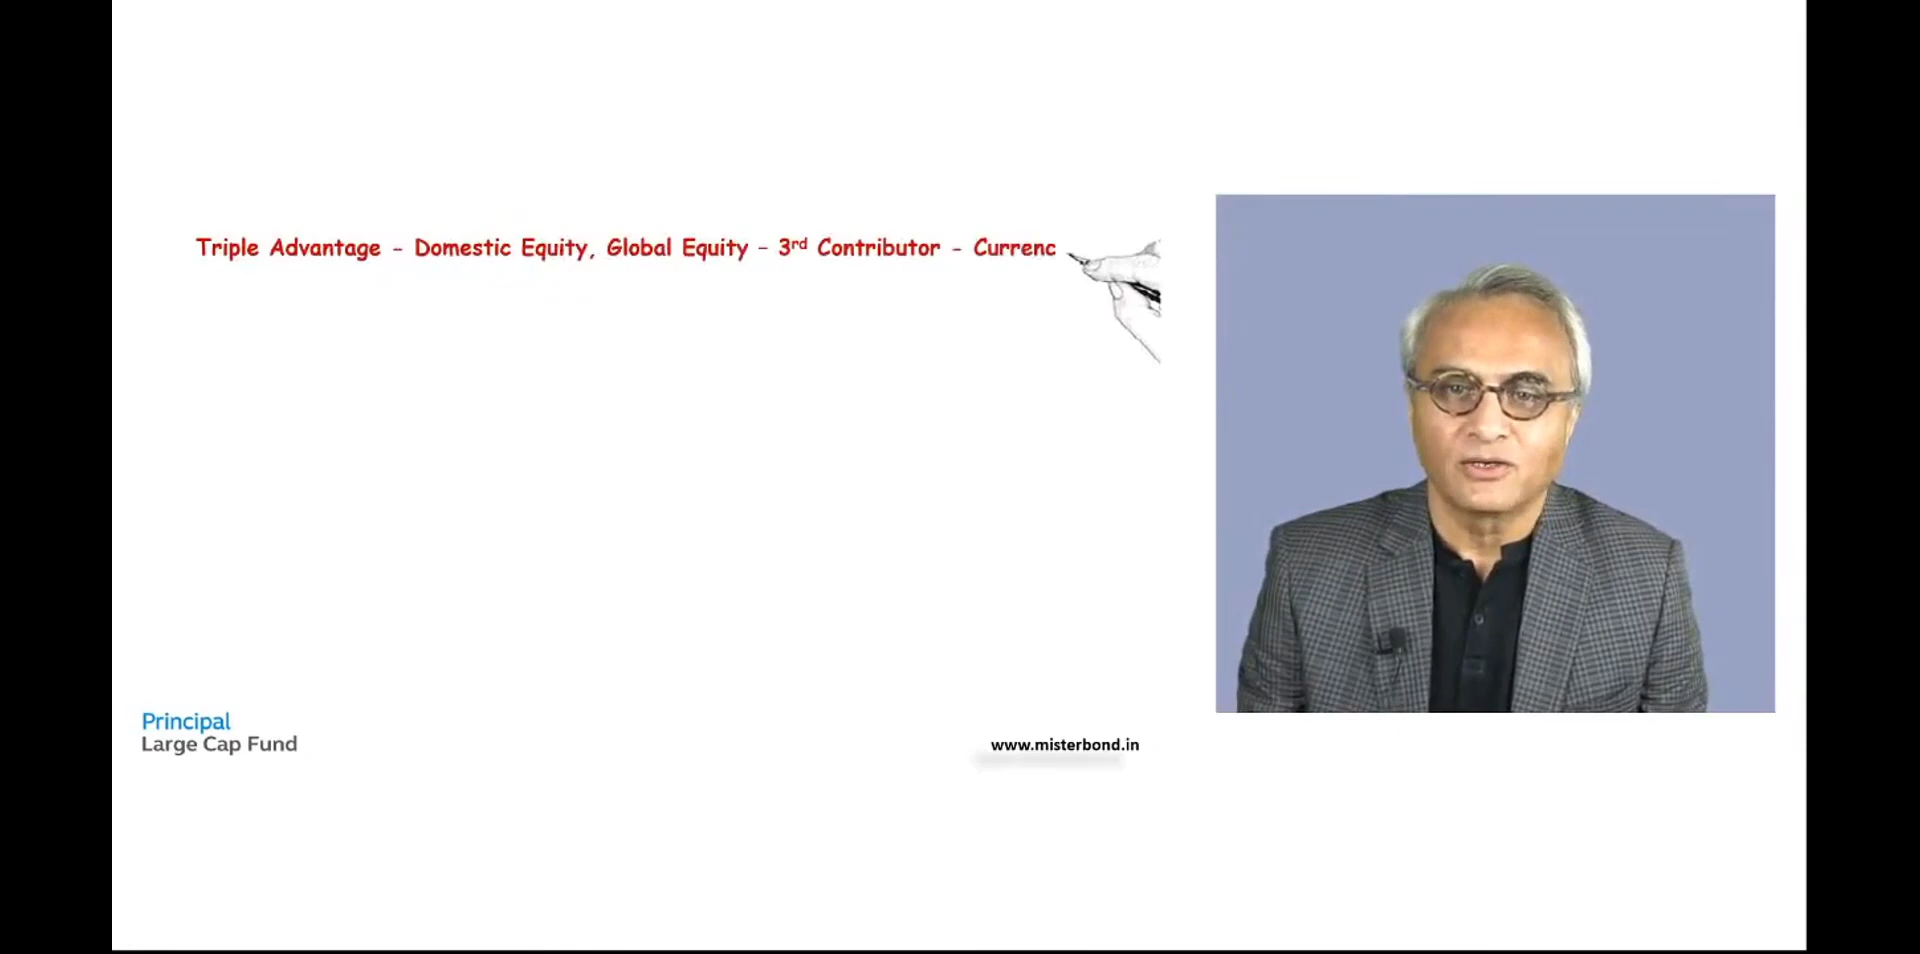 Triple Advantage - Domestic Equity, Global Equity - 3rd Contributor - Currenc
Principal
Large Cap Fund
www.misterbond.in